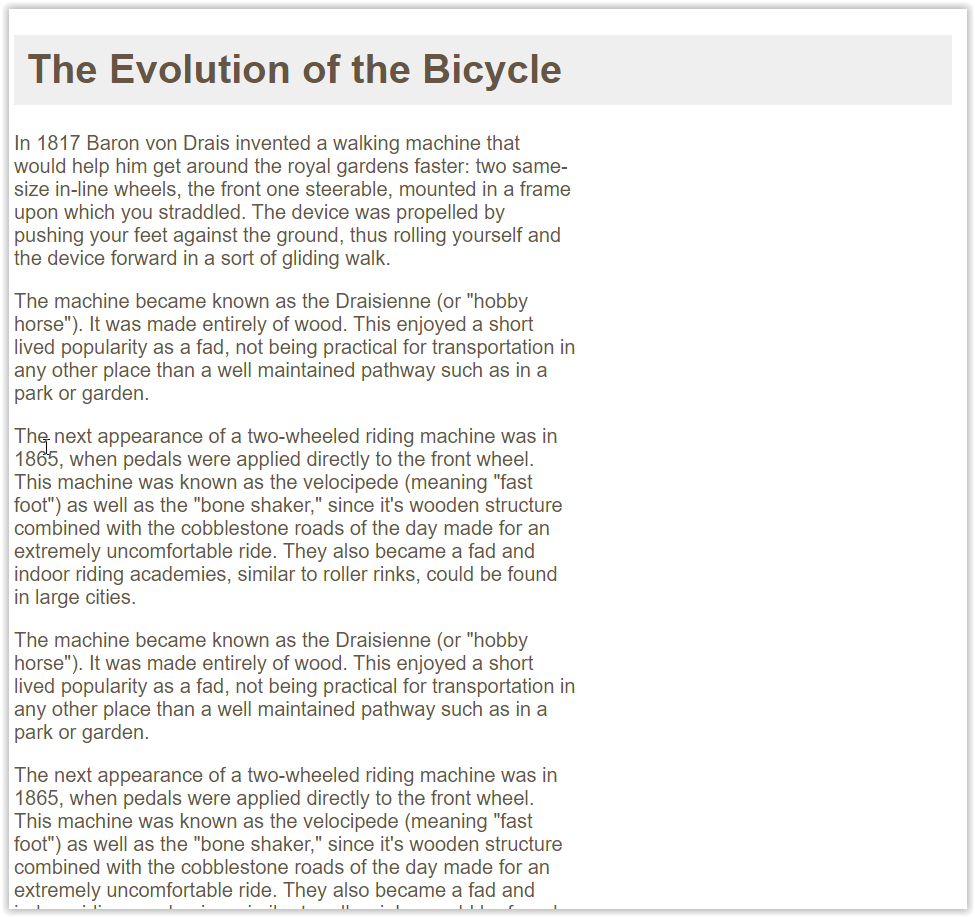 The Evolution of the Bicycle
In 1817 Baron von Drais invented a walking machine that
would help him get around the royal gardens faster: two same-
size in-line wheels, the front one steerable, mounted in a frame
upon which you straddled. The device was propelled by
pushing your feet against the ground, thus rolling yourself and
the device forward in a sort of gliding walk.
The machine became known as the Draisienne (or "hobby
horse"). It was made entirely of wood. This enjoyed a short
lived popularity as a fad, not being practical for transportation in
any other place than a well maintained pathway such as in a
park or garden.
The next appearance of a two-wheeled riding machine was in
1865, when pedals were applied directly to the front wheel.
This machine was known as the velocipede (meaning "fast
foot") as well as the "bone shaker," since it's wooden structure
combined with the cobblestone roads of the day made for an
extremely uncomfortable ride. They also became a fad and
indoor riding academies, similar to roller rinks, could be found
in large cities.
The machine became known as the Draisienne (or "hobby
horse"). It was made entirely of wood. This enjoyed a short
lived popularity as a fad, not being practical for transportation in
any other place than a well maintained pathway such as in a
park or garden.
The next appearance of a two-wheeled riding machine was in
1865, when pedals were applied directly to the front wheel.
This machine was known as the velocipede (meaning "fast
foot") as well as the "bone shaker," since it's wooden structure
combined with the cobblestone roads of the day made for an
extremely uncomfortable ride. They also became a fad and